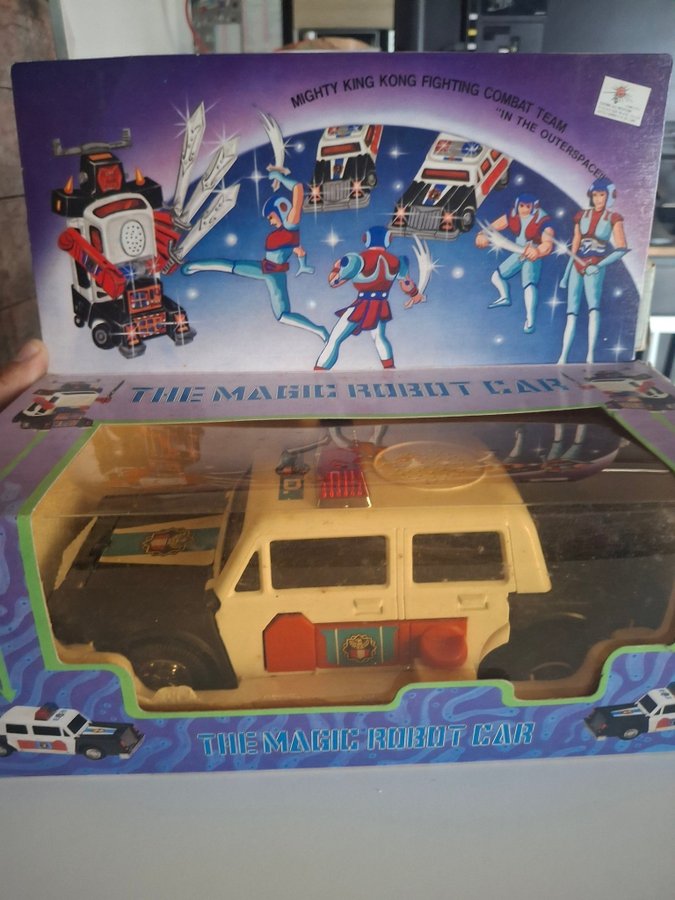 MIGHTY KING KONG FIGHTING COMBAT TEAM
"IN THE OUTERSPACE"
THE MAGIC ROBOT CAR
THE MAGIC ROBOT CAR